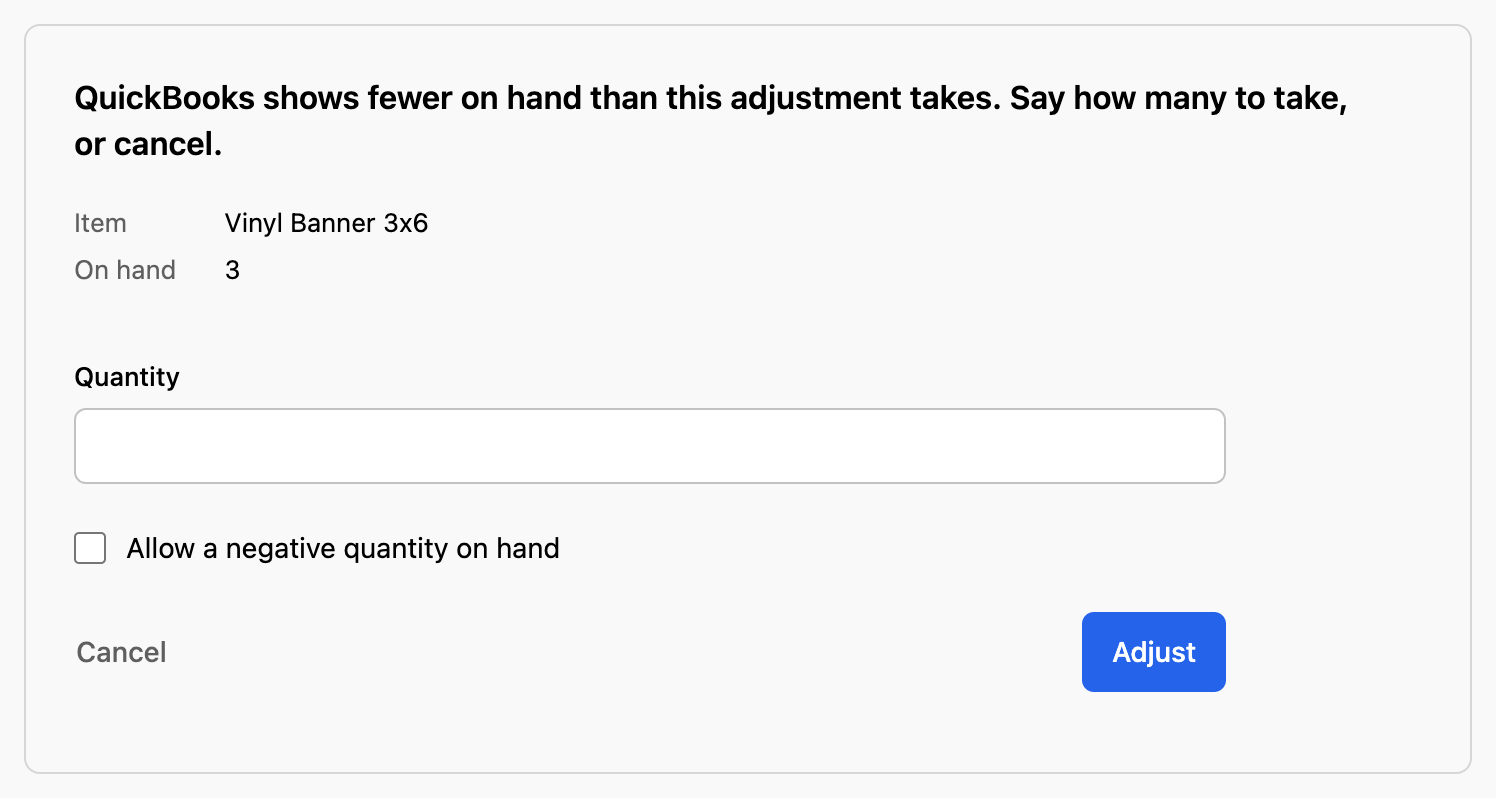 QuickBooks shows fewer on hand than this adjustment takes. Say how many to take,
or cancel.
Item Vinyl Banner 3x6
On hand 3
Quantity
Allow a negative quantity on hand
Cancel Adjust